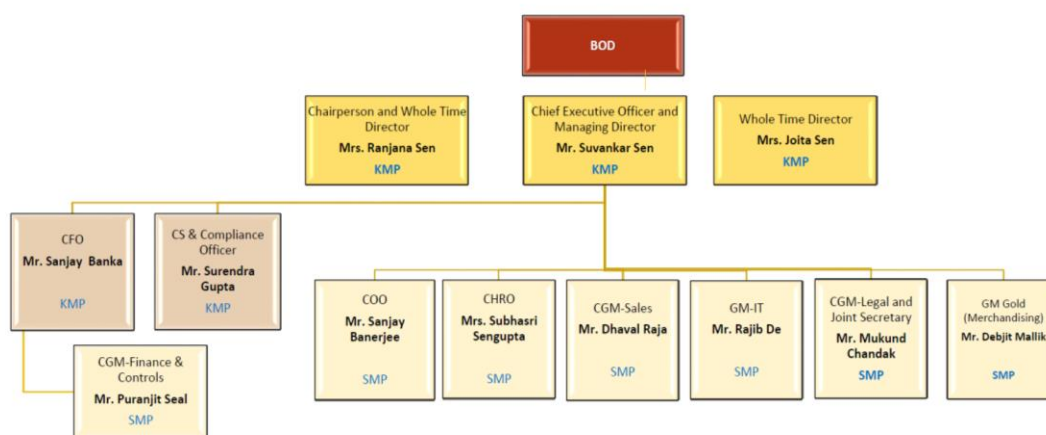 BOD
Chairperson and Whole Time
Director
Mrs. Ranjana Sen
KMP
Chief Executive Officer and
Managing Director
Mr. Suvankar Sen
KMP
Whole Time Director
Mrs. Joita Sen
KMP
CFO
Mr. Sanjay Banka
KMP
CS & Compliance
Officer
Mr. Surendra
Gupta
KMP
COO
Mr. Sanjay
Banerjee
SMP
CHRO
Mrs. Subhasri
Sengupta
SMP
CGM-Sales
Mr. Dhaval Raja
SMP
GM-IT
Mr. Rajib De
SMP
CGM-Legal and
Joint Secretary
Mr. Mukund
Chandak
SMP
GM Gold
(Merchandising)
Mr. Debjit Mallik
SMP
CGM-Finance &
Controls
Mr. Puranjit Seal
SMP